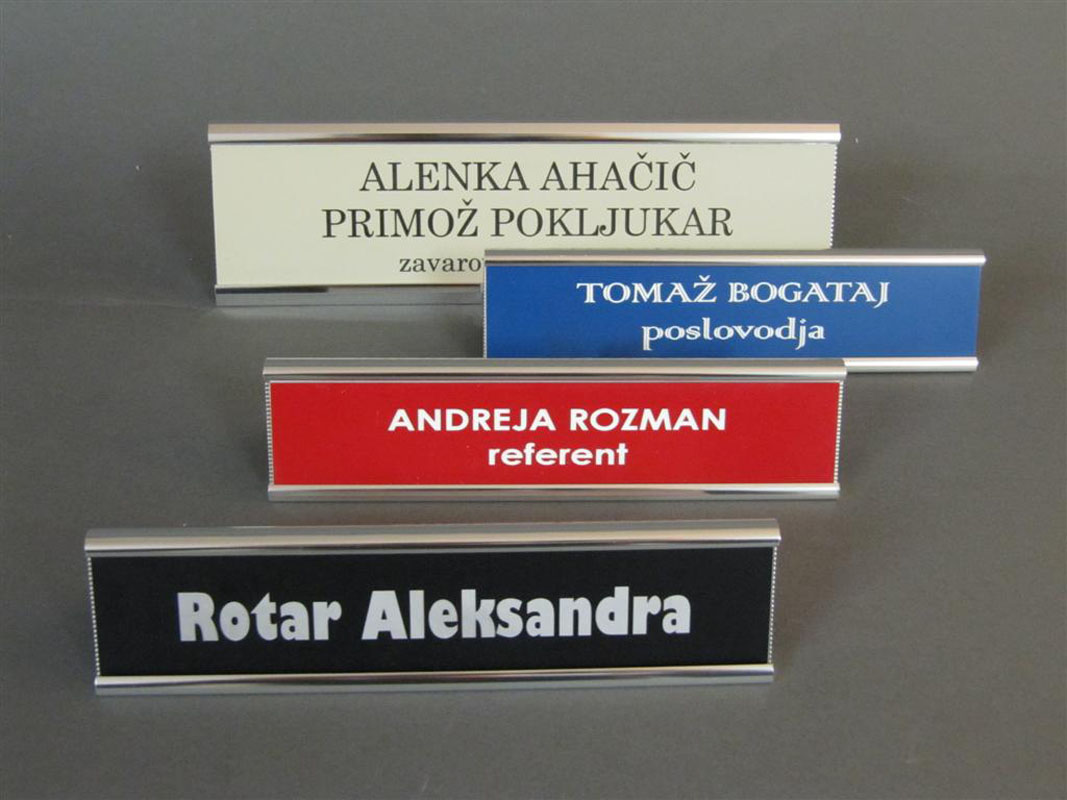 ALENKA AHAČIČ
PRIMOŽ POKLJUKAR
TOMAŽ BOGATAJ
poslovodja
ANDREJA ROZMAN
referent
Rotar Aleksandra